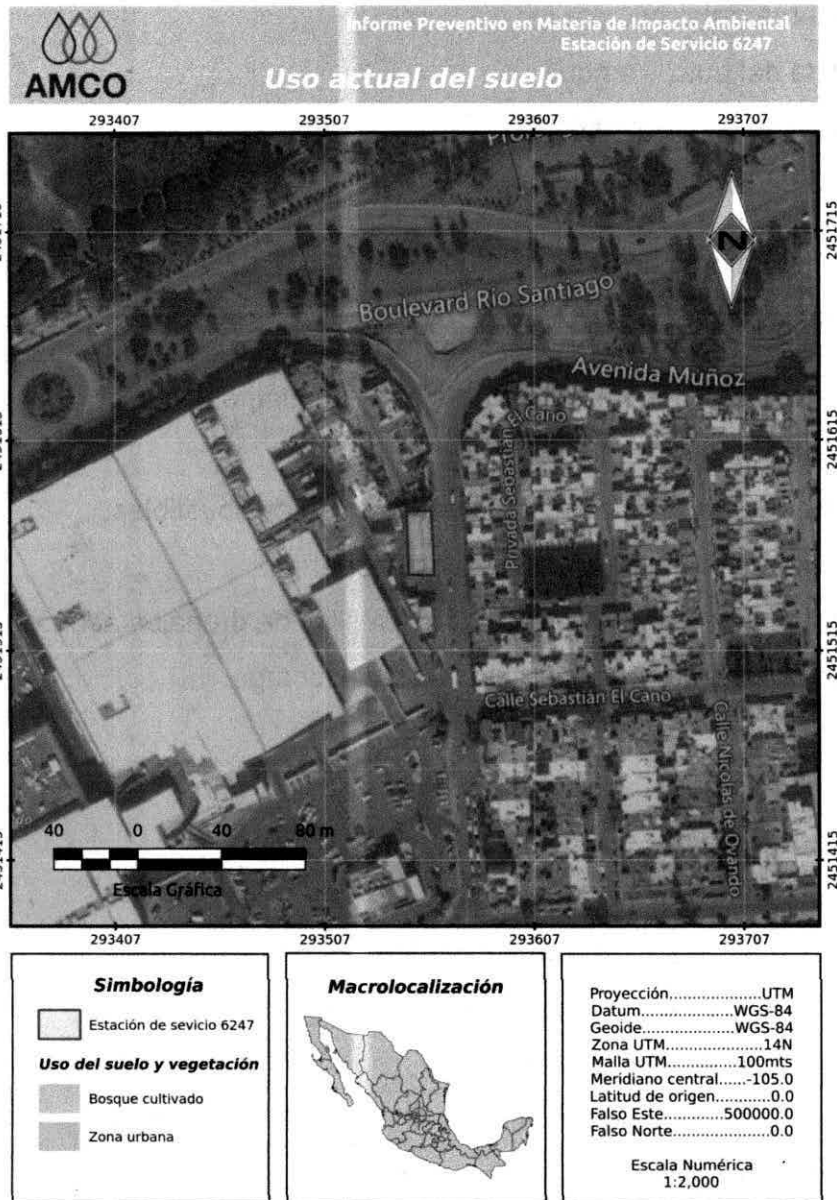 Informe Preventivo en Materia de Impacto Ambiental
Estación de Servicio 6247
AMCO
Uso actual del suelo
293407 293507 293607 293707
2451715
N
Boulevard Rio Santiago
Avenida Muñoz
El Cano
2451615
Privada Sebastián
2451515 2451515
Calle Sebastián El Cano
Calle Nicolas de Ovando
40 0 40 80 m
2451415 2451415
Escala Gráfica
293407 293507 293607 293707
Simbología
Estación de sevicio 6247
Uso del suelo y vegetación
Bosque cultivado
Zona urbana
Macrolocalización
Proyección....................UTM
Datum.....................WGS-84
Geoide....................WGS-84
Zona UTM.....................14N
Malla UTM...............100mts
Meridiano central......-105.0
Latitud de origen...........0.0
Falso Este............500000.0
Falso Norte....................0.0
Escala Numérica
1:2,000